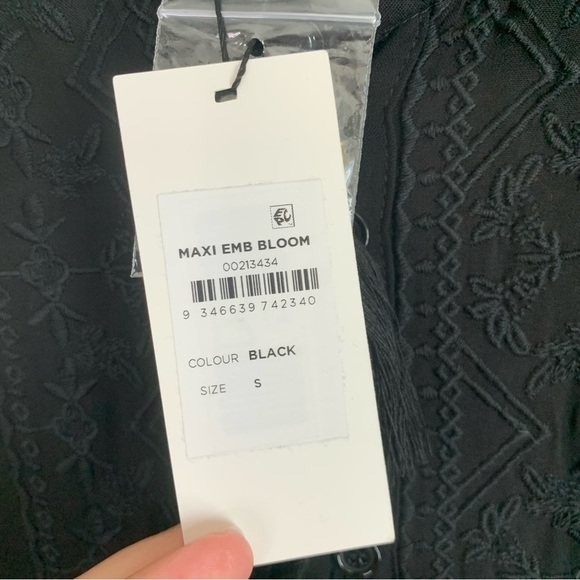 MAXI EMB BLOOM
00213434
9 346639 742340
COLOUR BLACK
SIZE S